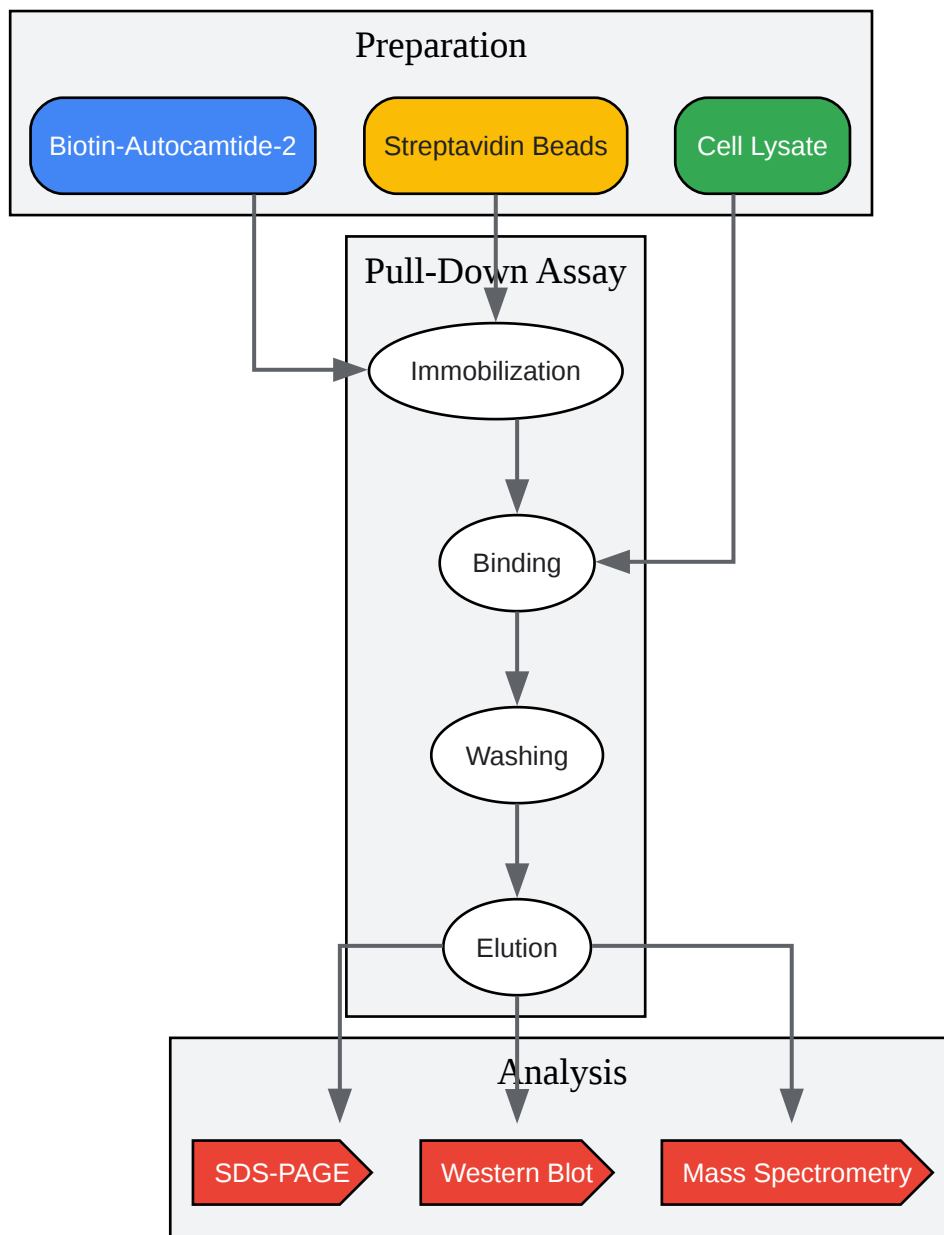 Preparation
Biotin-Autocamtide-2
Streptavidin Beads
Cell Lysate
Pull-Down Assay
Immobilization
Binding
Washing
Elution
Analysis
SDS-PAGE
Western Blot
Mass Spectrometry